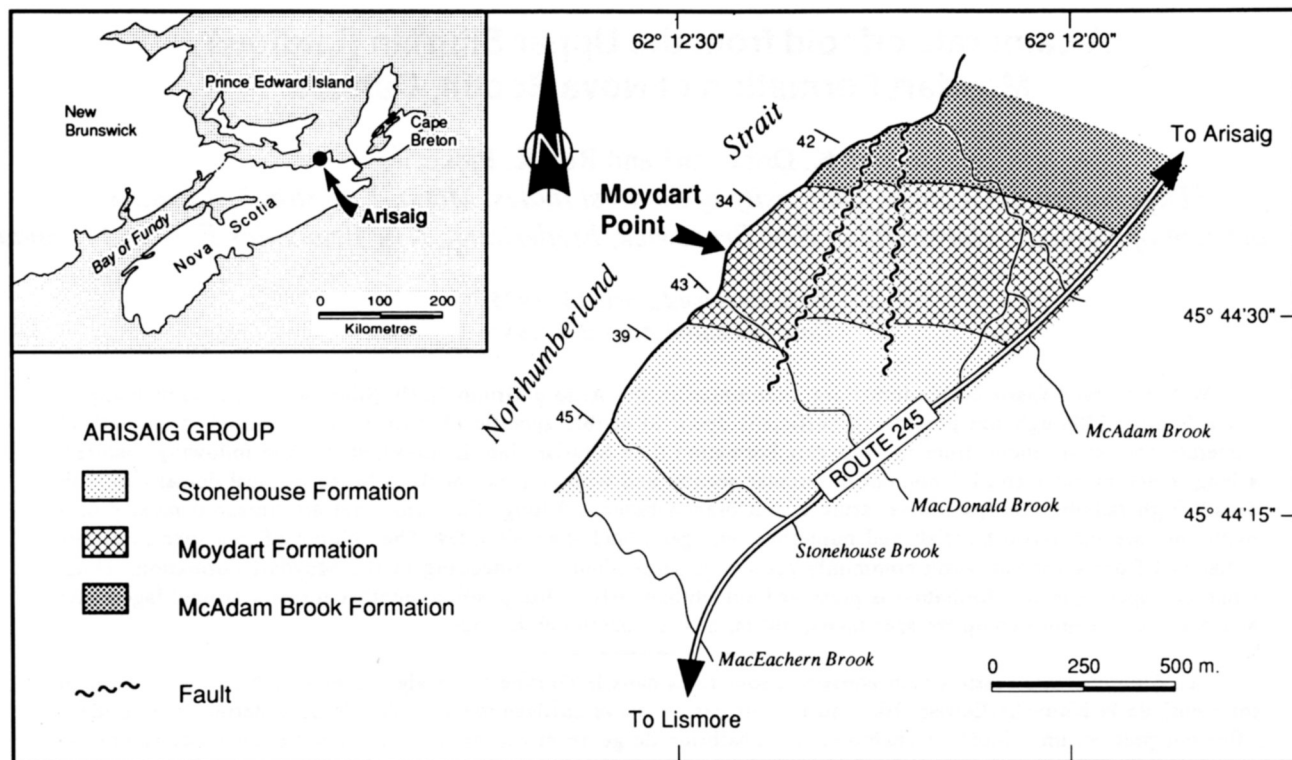 Prince Edward Island
New
Brunswick
Cape
Breton
Arisaig
Bay of Fundy
Nova Scotia
0 100 200
Kilometres
N
62° 12'30"
62° 12'00"
To Arisaig
42
Strait
34
Moydart
Point
43
45° 44'30"
39
Northumberland
45
ROUTE 245
McAdam Brook
MacDonald Brook
45° 44'15"
Stonehouse Brook
MacEachern Brook
0 250 500 m.
To Lismore
ARISAIG GROUP
Stonehouse Formation
Moydart Formation
McAdam Brook Formation
Fault